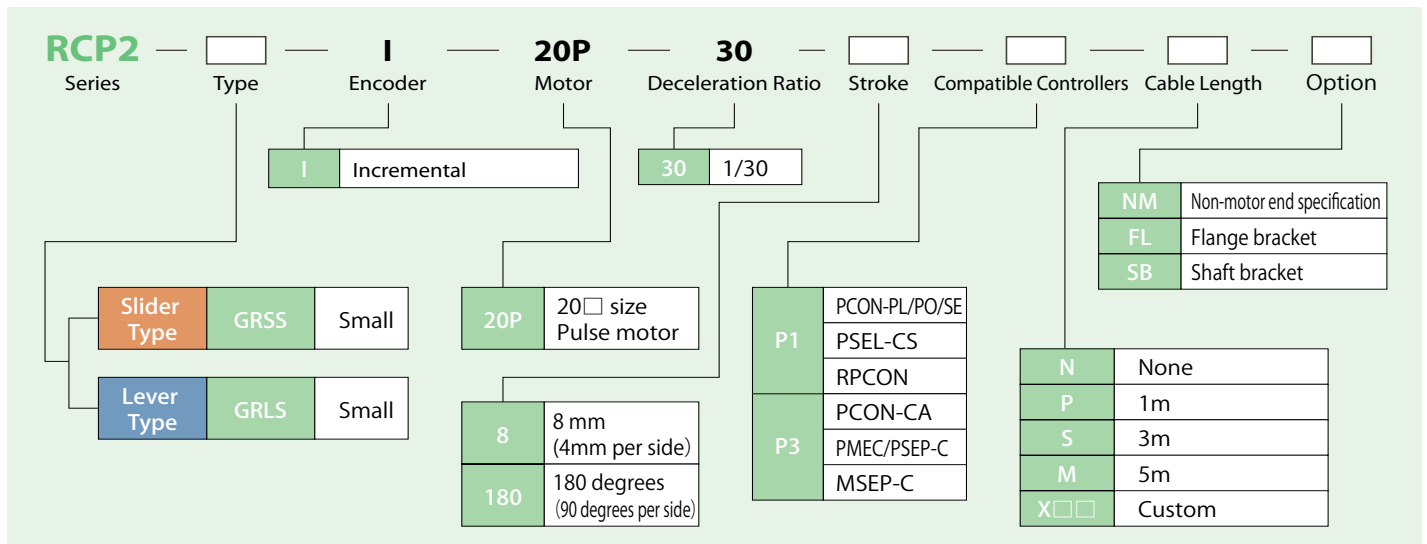 RCP2 — □ — I — 20P — 30 — □ — □ — □ — □
Series Type Encoder Motor Deceleration Ratio Stroke Compatible Controllers Cable Length Option
I Incremental
30 1/30
NM Non-motor end specification
FL Flange bracket
SB Shaft bracket
Slider
Type
GRSS Small
Lever
Type
GRLS Small
20P
20□ size
Pulse motor
8
8 mm
(4mm per side)
180
180 degrees
(90 degrees per side)
P1
PCON-PL/PO/SE
PSEL-CS
RPCON
P3
PCON-CA
PMEC/PSEP-C
MSEP-C
N None
P 1m
S 3m
M 5m
X□□ Custom